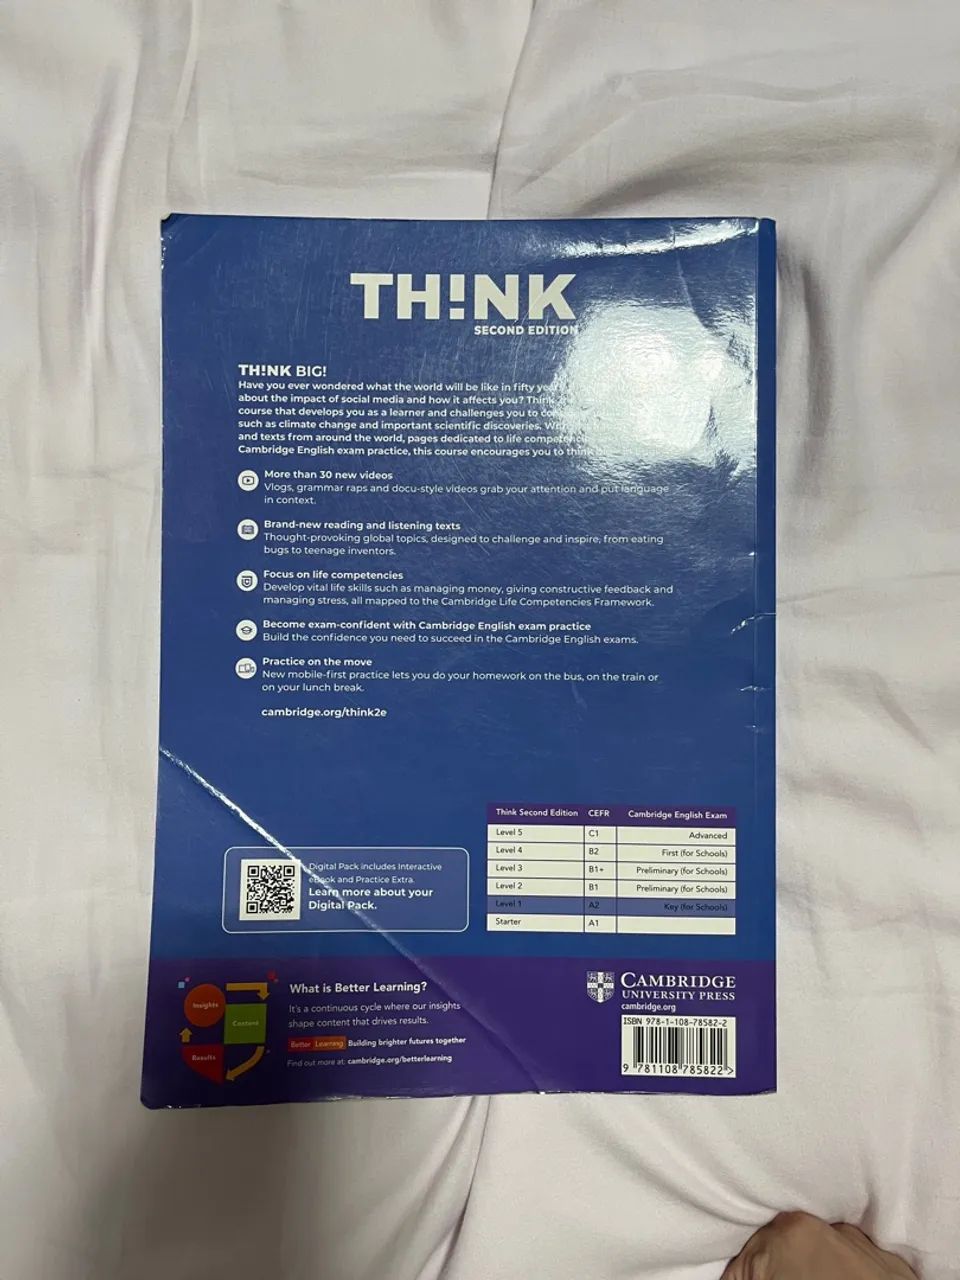 TH!NK
SECOND EDITION
TH!NK BIG!
Have you ever wondered what the world will be like in fifty
about the impact of social media and how it affects you? Think
course that develops you as a learner and challenges you to
such as climate change and important scientific discoveries.
and texts from around the world, pages dedicated to life
Cambridge English exam practice, this course encourages you to think
More than 30 new videos
Vlogs, grammar raps and docu-style videos grab your attention and put language
in context.
Brand-new reading and listening texts
Thought-provoking global topics, designed to challenge and inspire, from eating
bugs to teenage inventors.
Focus on life competencies
Develop vital life skills such as managing money, giving constructive feedback and
managing stress, all mapped to the Cambridge Life Competencies Framework.
Become exam-confident with Cambridge English exam practice
Build the confidence you need to succeed in the Cambridge English exams.
Practice on the move
New mobile-first practice lets you do your homework on the bus, on the train or
on your lunch break.
cambridge.org/think2e
Think Second Edition CEFR Cambridge English Exam
Level 5 C1 Advanced
Level 4 B2 First (for Schools)
Level 3 B1+ Preliminary (for Schools)
Level 2 B1 Preliminary (for Schools)
Level 1 A2 Key (for Schools)
Starter A1
Digital Pack includes Interactive
eBook and Practice Extra.
Learn more about your
Digital Pack.
Insights
Content
Results
What is Better Learning?
It's a continuous cycle where our insights
shape content that drives results.
Better Learning Building brighter futures together
Find out more at: cambridge.org/betterlearning
CAMBRIDGE
UNIVERSITY PRESS
cambridge.org
ISBN 978-1-108-78582-2
9 781108 785822 >